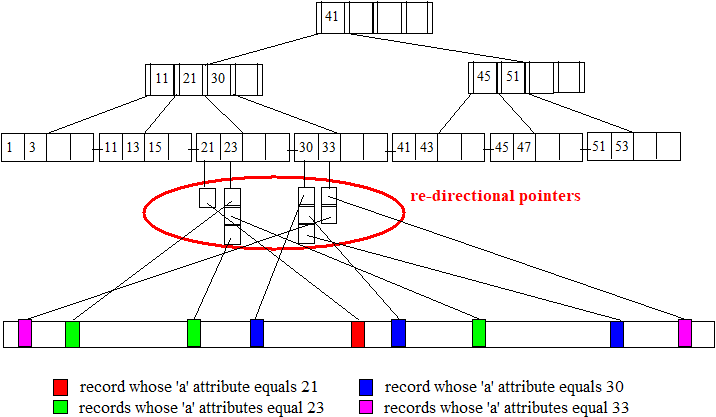 41
11 21 30
45 51
1 3 11 13 15 21 23 30 33 41 43 45 47 51 53
re-directional pointers
record whose 'a' attribute equals 21
record whose 'a' attribute equals 30
records whose 'a' attributes equal 23
records whose 'a' attributes equal 33